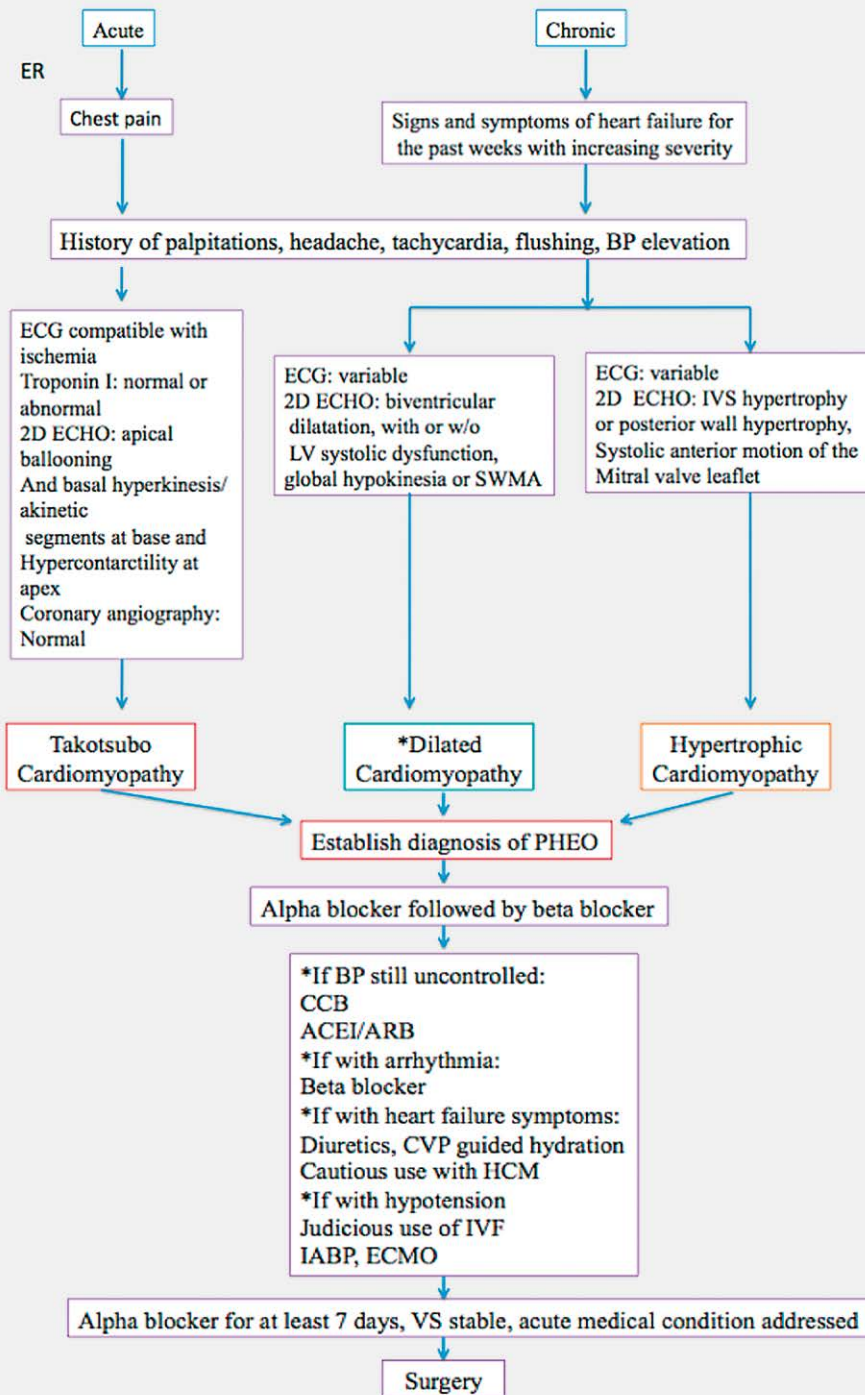 Acute
Chronic
ER
Chest pain
Signs and symptoms of heart failure for
the past weeks with increasing severity
History of palpitations, headache, tachycardia, flushing, BP elevation
ECG compatible with
ischemia
Troponin I: normal or
abnormal
2D ECHO: apical
ballooning
And basal hyperkinesis/
akinetic
segments at base and
Hypercontarctility at
apex
Coronary angiography:
Normal
ECG: variable
2D ECHO: biventricular
dilatation, with or w/o
LV systolic dysfunction,
global hypokinesia or SWMA
ECG: variable
2D ECHO: IVS hypertrophy
or posterior wall hypertrophy,
Systolic anterior motion of the
Mitral valve leaflet
Takotsubo
Cardiomyopathy
*Dilated
Cardiomyopathy
Hypertrophic
Cardiomyopathy
Establish diagnosis of PHEO
Alpha blocker followed by beta blocker
*If BP still uncontrolled:
CCB
ACEI/ARB
*If with arrhythmia:
Beta blocker
*If with heart failure symptoms:
Diuretics, CVP guided hydration
Cautious use with HCM
*If with hypotension
Judicious use of IVF
IABP, ECMO
Alpha blocker for at least 7 days, VS stable, acute medical condition addressed
Surgery